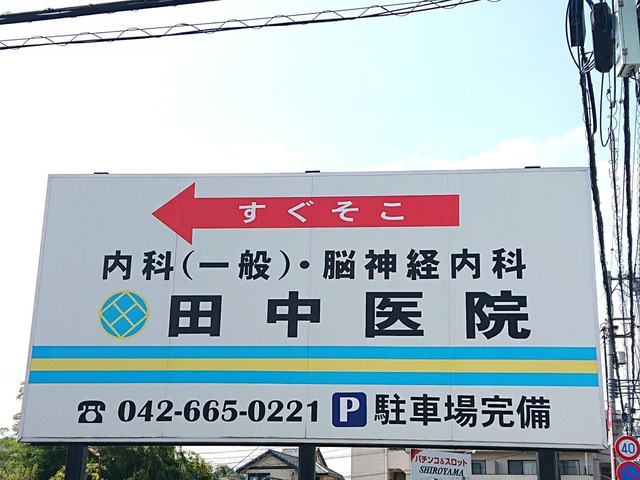 すぐそこ
内科(一般)・脳神経内科
田中医院
☎ 042-665-0221 P 駐車場完備
パチンコ&スロット
SHIROYAMA
40